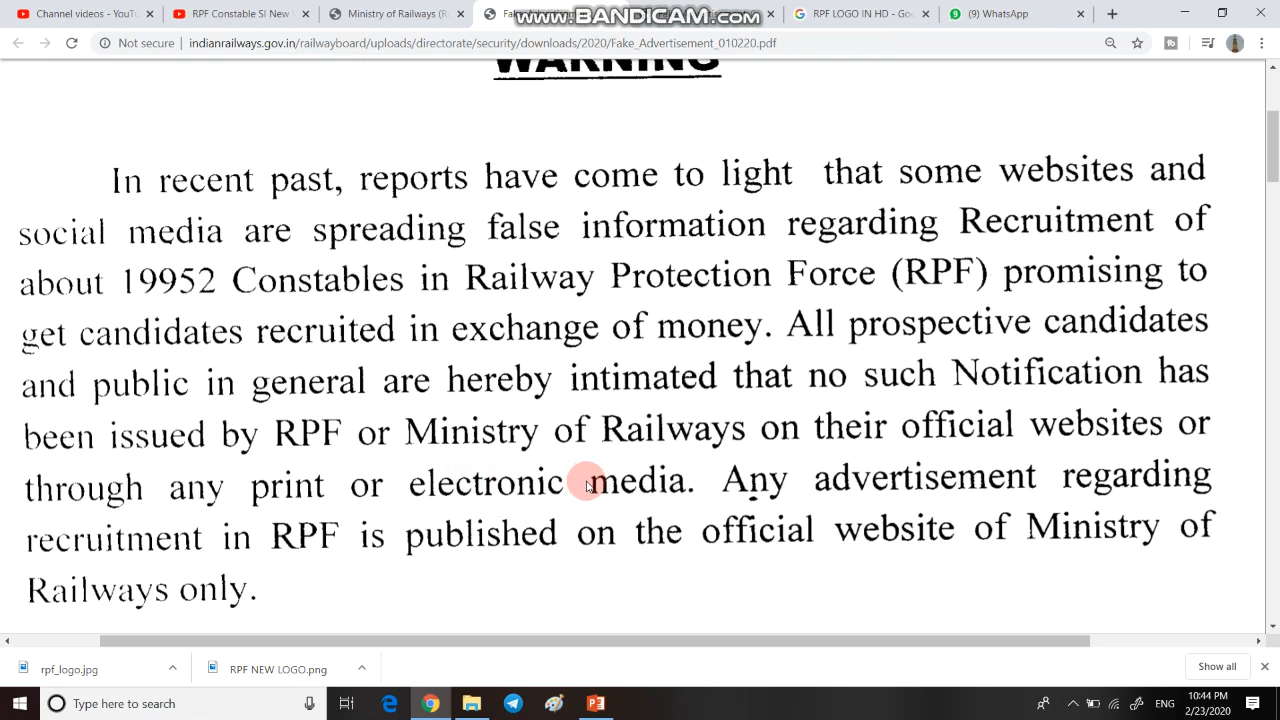 Channel videos - YouTu
RPF Constable SI New
Ministry of Railways (R
Fak
www.BANDICAM.com
RPF LOGO IN HD - Goo
(9) WhatsApp
Not secure
indianrailways.gov.in/railwayboard/uploads/directorate/security/downloads/2020/Fake_Advertisement_010220.pdf
WARNING
In recent past, reports have come to light that some websites and
social media are spreading false information regarding Recruitment of
about 19952 Constables in Railway Protection Force (RPF) promising to
get candidates recruited in exchange of money. All prospective candidates
and public in general are hereby intimated that no such Notification has
been issued by RPF or Ministry of Railways on their official websites or
through any print or electronic media. Any advertisement regarding
recruitment in RPF is published on the official website of Ministry of
Railways only.
rpf_logo.jpg
RPF NEW LOGO.png
Show all
Type here to search
ENG
10:44 PM
2/23/2020